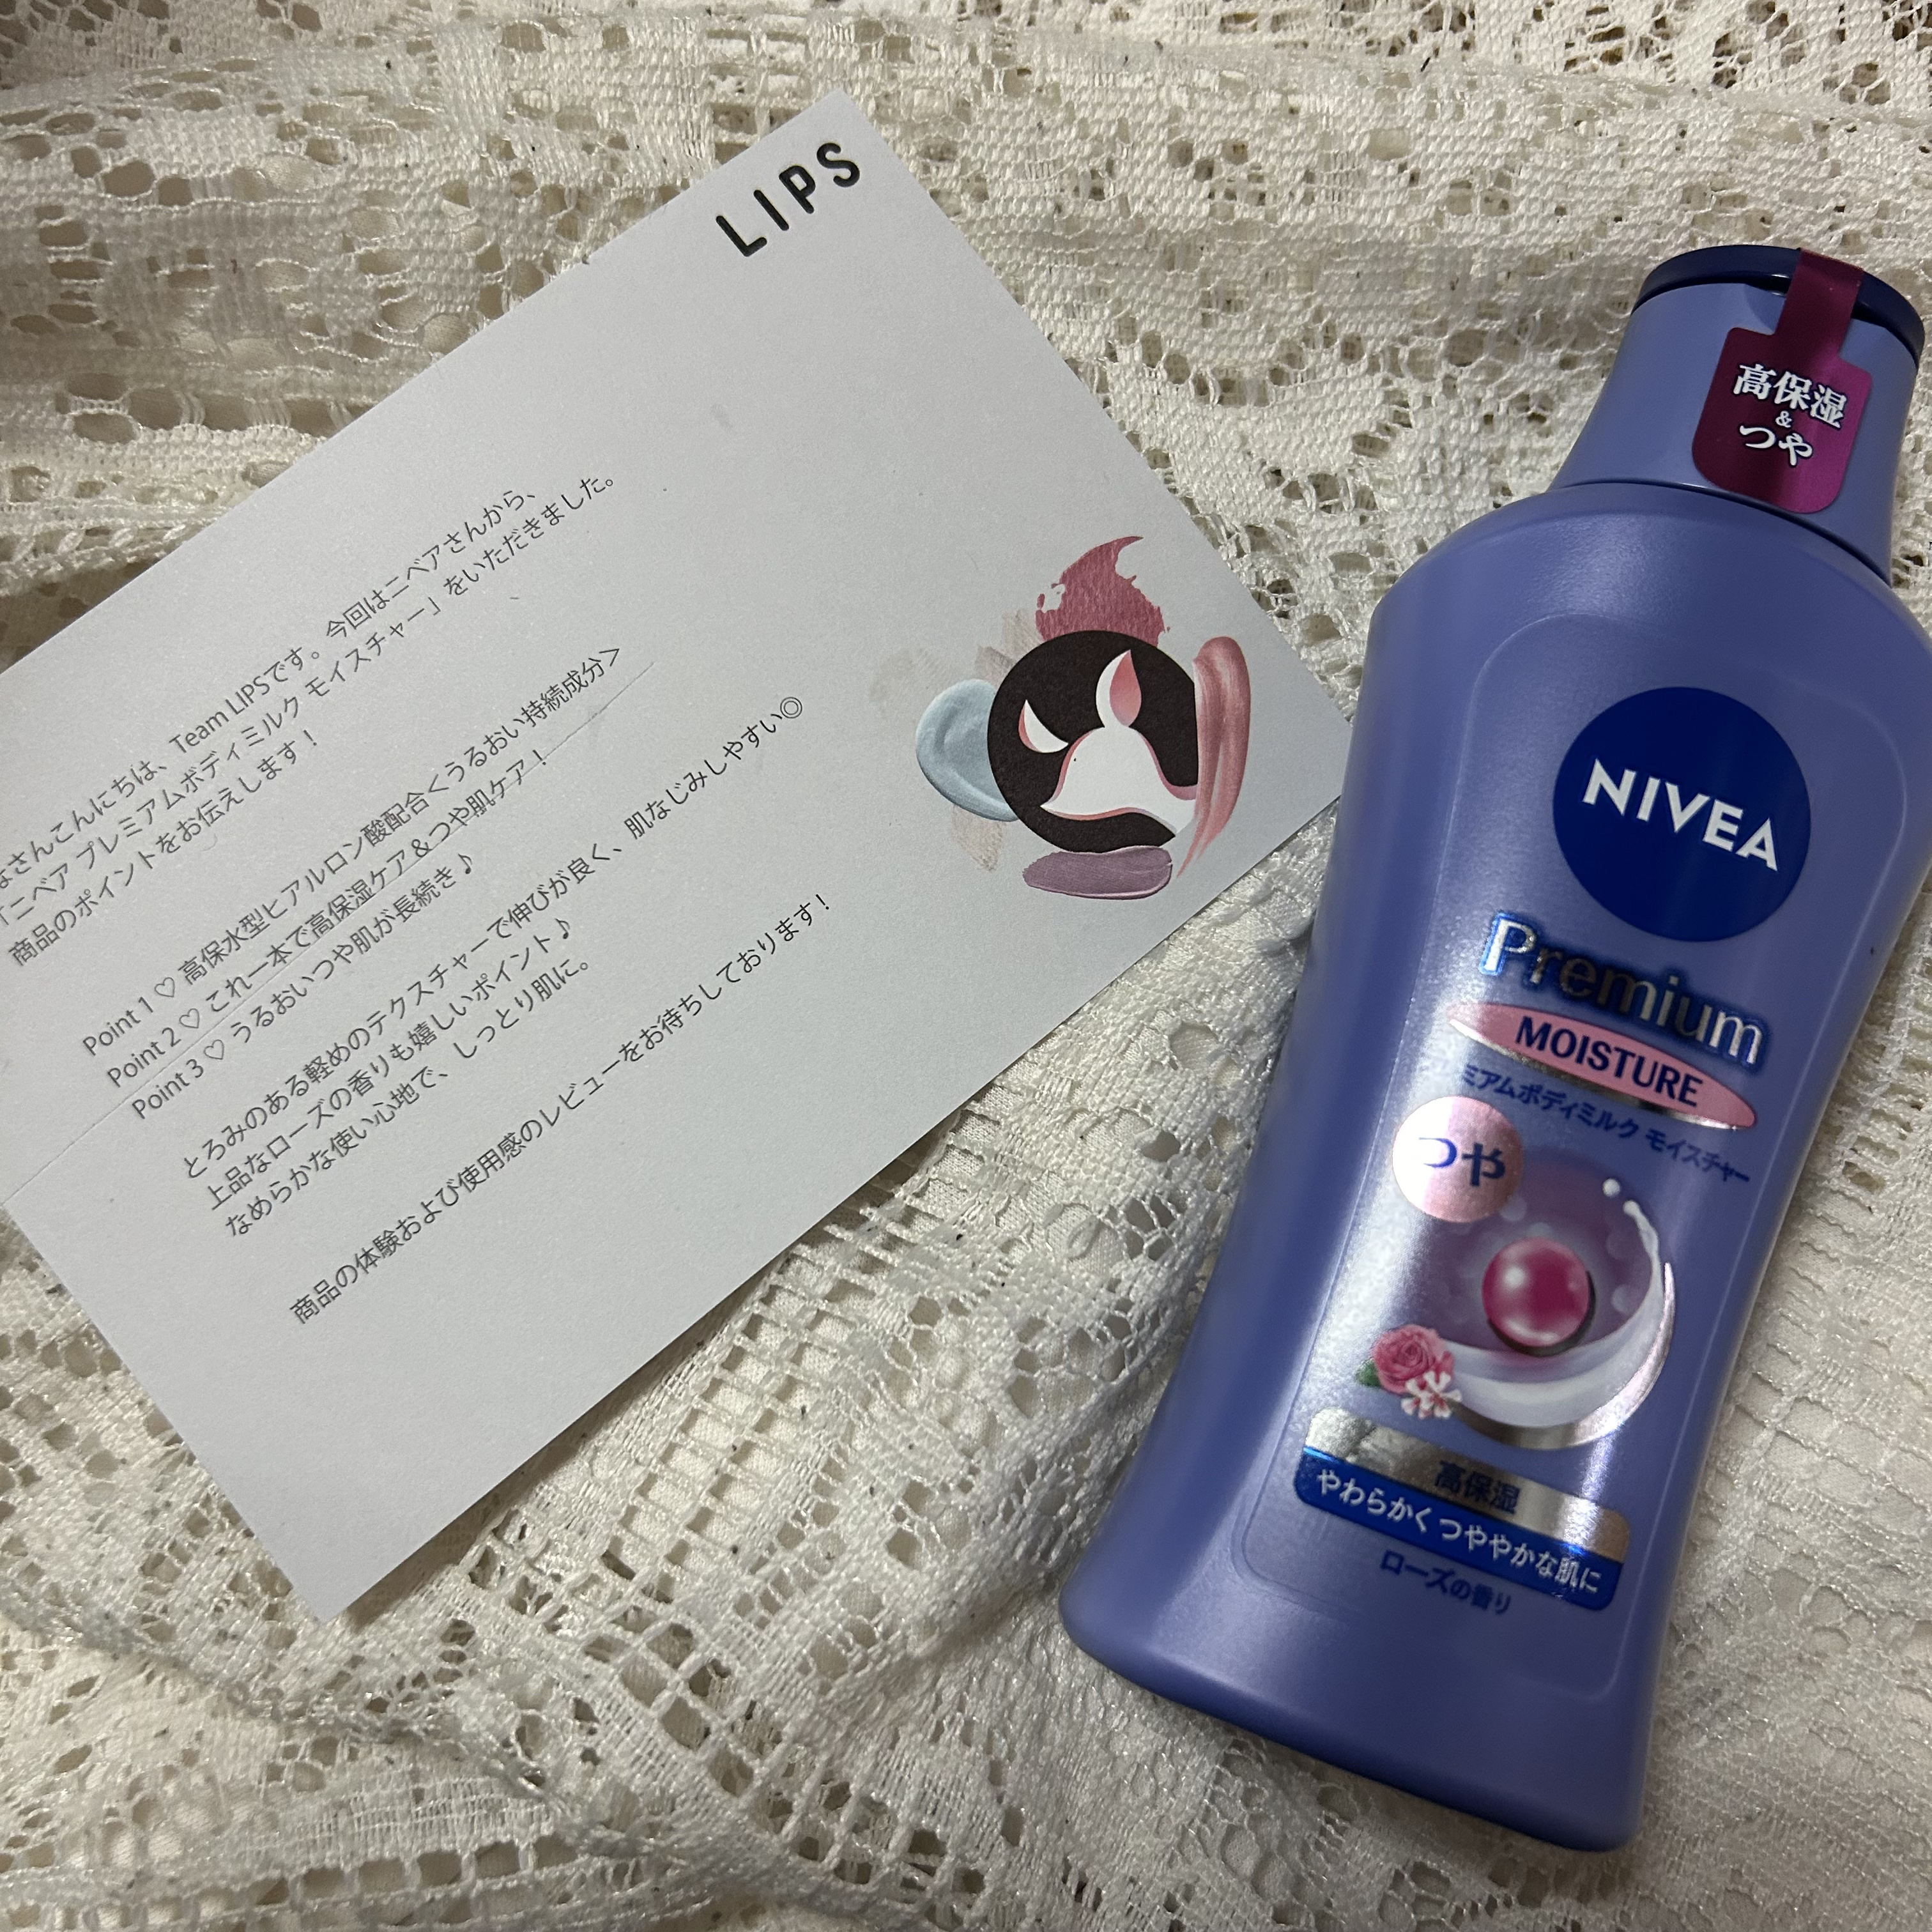 LIPS
なさんこんにちは、Team LIPSです。今回はニベアさんから、
「ニベア プレミアムボディミルク モイスチャー」をいただきました。
商品のポイントをお伝えします！
Point 1 ♡ 高保水型ヒアルロン酸配合＜うるおい持続成分＞
Point 2 ♡ これ一本で高保湿ケア＆つや肌ケア！
Point 3 ♡ うるおいつや肌が長続き♪
とろみのある軽めのテクスチャーで伸びが良く、肌なじみしやすい◎
上品なローズの香りも嬉しいポイント♪
なめらかな使い心地で、しっとり肌に。
商品の体験および使用感のレビューをお待ちしております！
高保湿
&
つや
NIVEA
Premium
MOISTURE
ミアムボディミルク モイスチャー
つや
高保湿
やわらかく つややかな肌に
ローズの香り